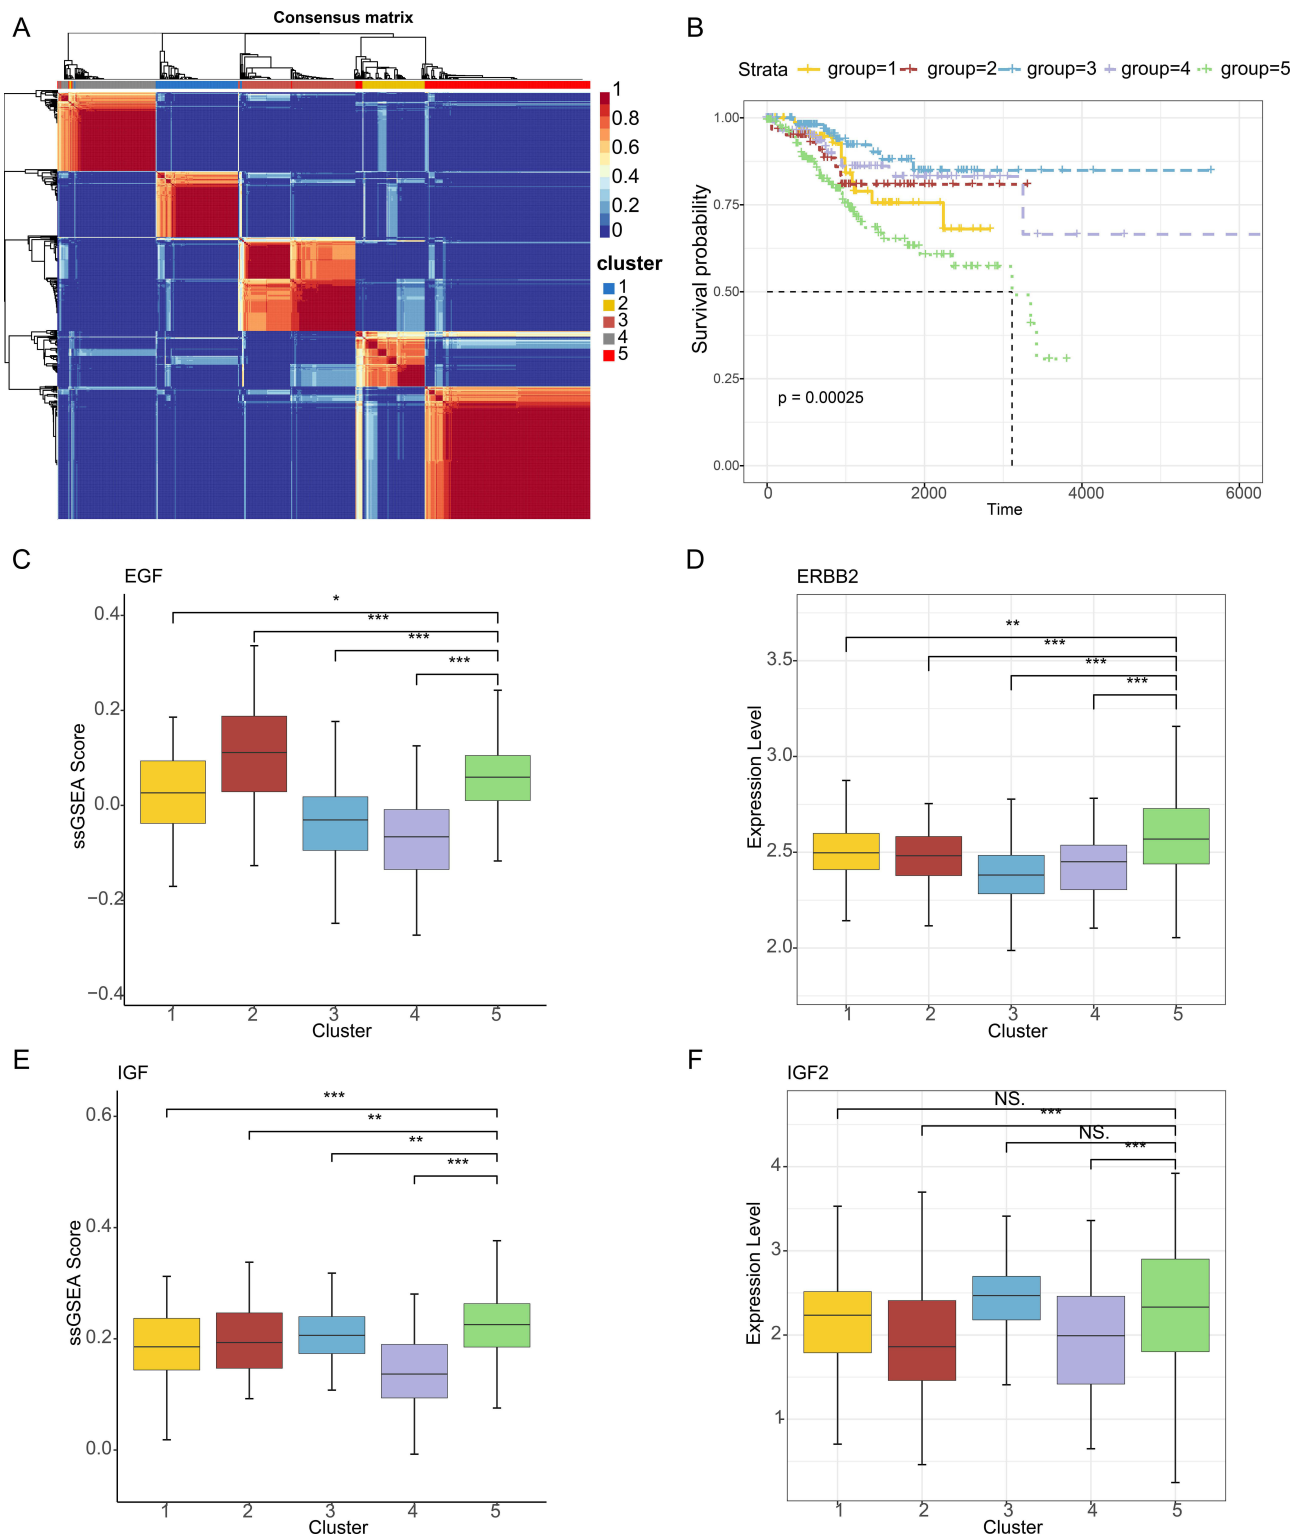 A
Consensus matrix
1
0.8
0.6
0.4
0.2
0
cluster
1
2
3
4
5
B
Strata group=1 group=2 group=3 group=4 group=5
Survival probability
1.00
0.75
0.50
0.25
0.00
p = 0.00025
0 2000 4000 6000
Time
C
EGF
ssGSEA Score
0.4
0.2
0.0
−0.2
−0.4
*
***
***
***
1 2 3 4 5
Cluster
D
ERBB2
Expression Level
3.5
3.0
2.5
2.0
**
***
***
***
1 2 3 4 5
Cluster
E
IGF
ssGSEA Score
0.6
0.4
0.2
0.0
***
**
**
***
1 2 3 4 5
Cluster
F
IGF2
Expression Level
4
3
2
1
NS.
***
NS.
***
1 2 3 4 5
Cluster